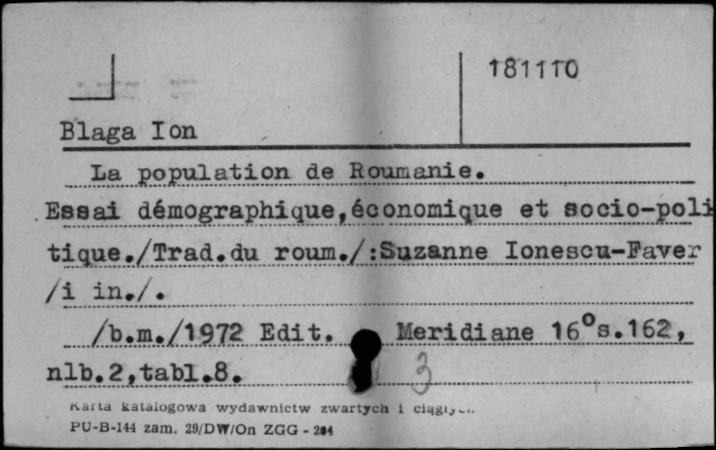 181110
Blaga Ion
La population de Roumanie.
Essai démographique,économique et socio-poli
tique./Trad.du roum./:Suzanne Ionescu-Faver
/i in./.
/b.m./1972 Edit. Meridiane 16°s.162,
nlb.2,tabl.8.
3
Karta katalogowa wydawnictw zwartych i ciągłych
PU-B-144 zam. 29/DW/On ZGG - 204